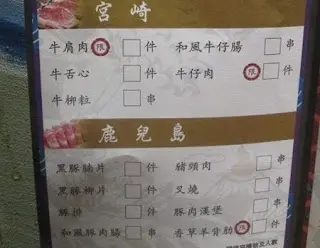 宮崎
牛肩肉 限 件 和風牛仔腸 串
牛舌心 件 牛仔肉 限 件
牛柳粒 串
鹿兒島
黑豚腩片 件 豬頸肉 串
黑豚柳片 件 叉燒 串
豚排 件 豚肉漢堡 件
和風豚肉腸 串 香草羊脊肋 限 件